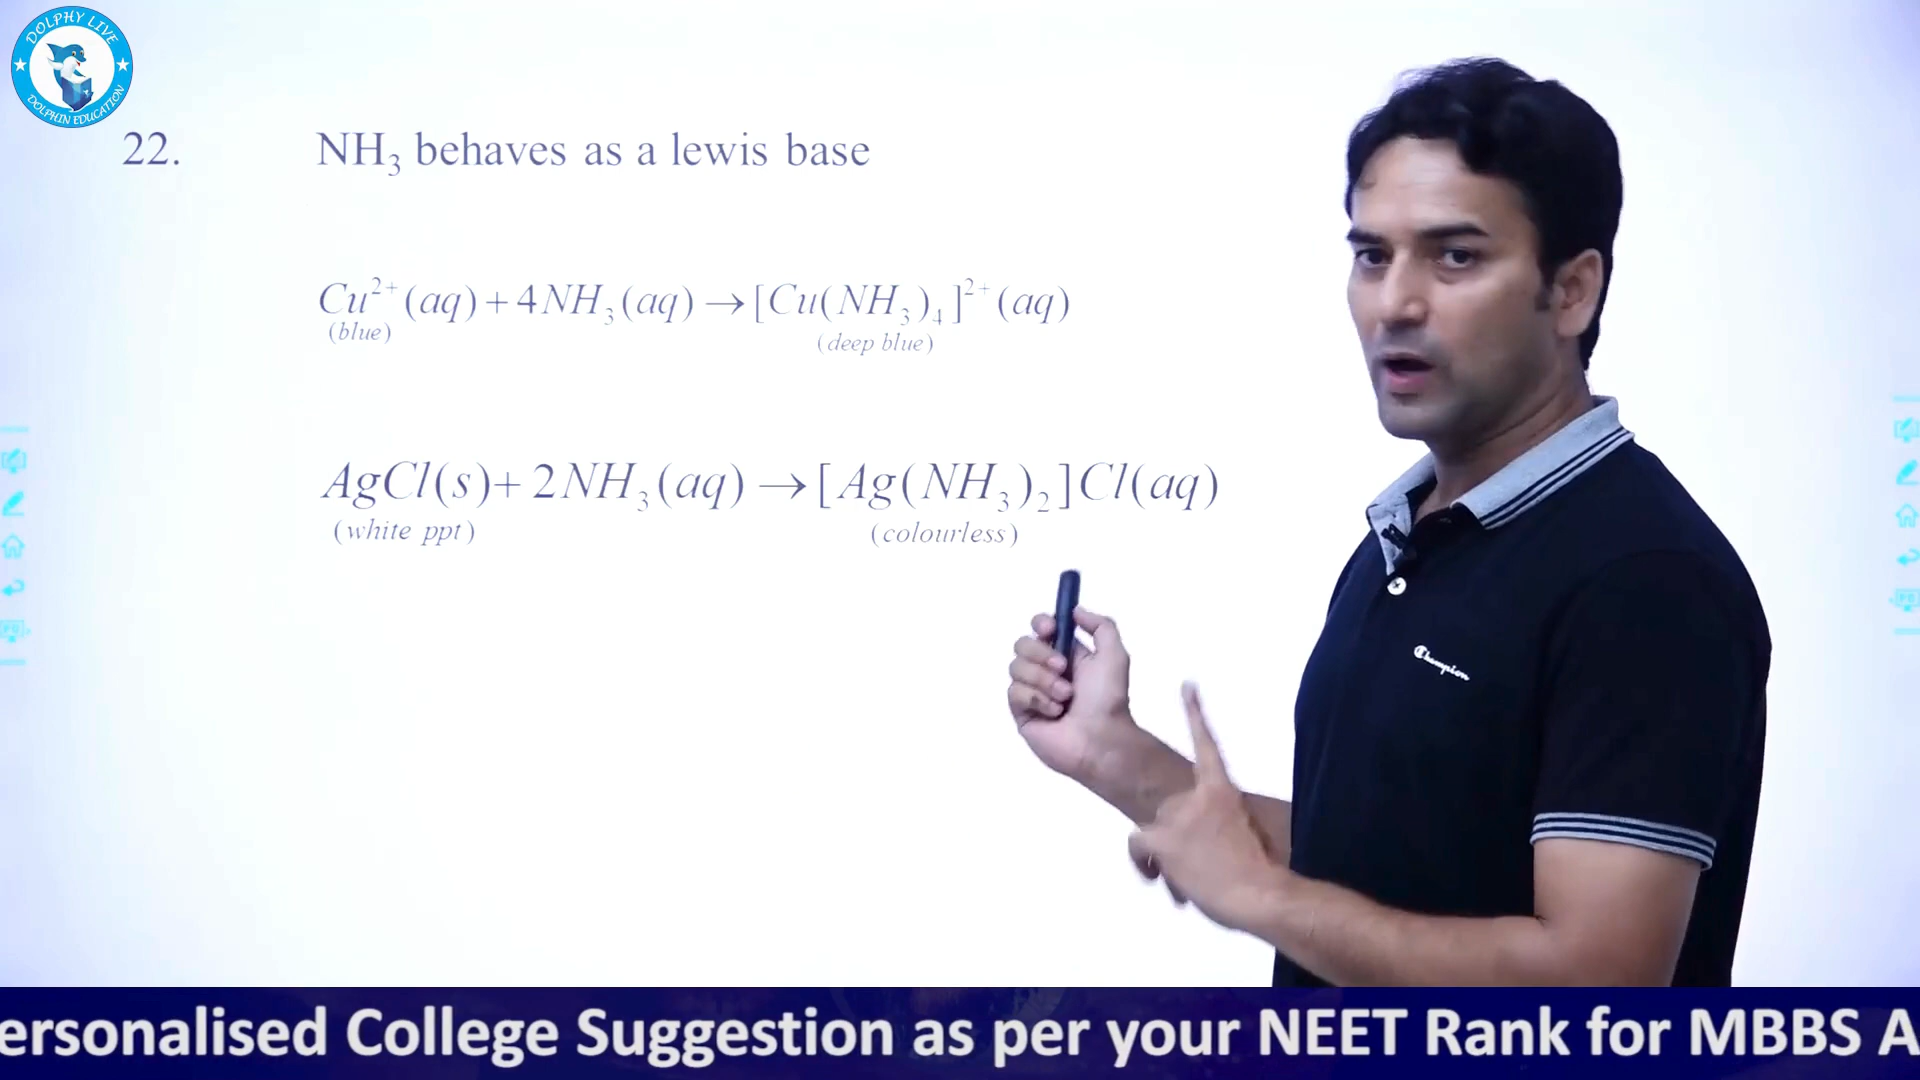 DOLPHY LIVE
DOLPHIN EDUCATION
22. NH₃ behaves as a lewis base
Cu²⁺(aq)+4NH₃(aq)→[Cu(NH₃)₄]²⁺(aq)
(blue) (deep blue)
AgCl(s)+2NH₃(aq)→[Ag(NH₃)₂]Cl(aq)
(white ppt) (colourless)
Champion
ersonalised College Suggestion as per your NEET Rank for MBBS A